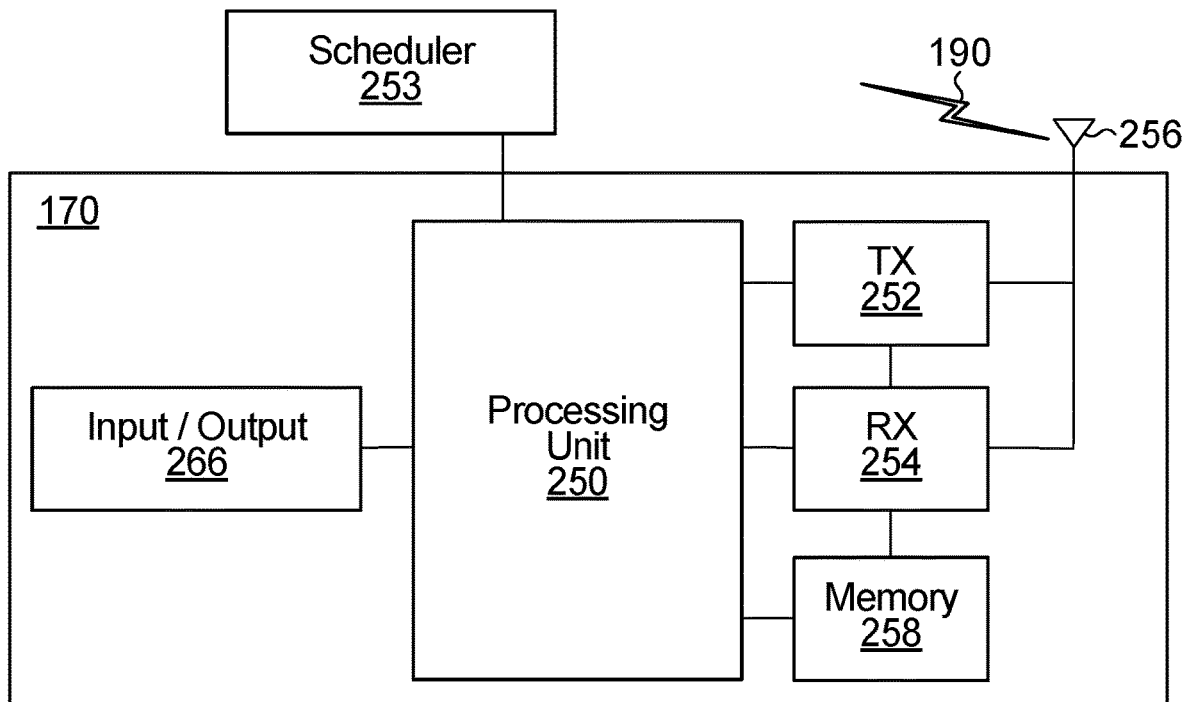 Scheduler
253
190
256
170
TX
252
Processing
Unit
250
Input / Output
266
RX
254
Memory
258